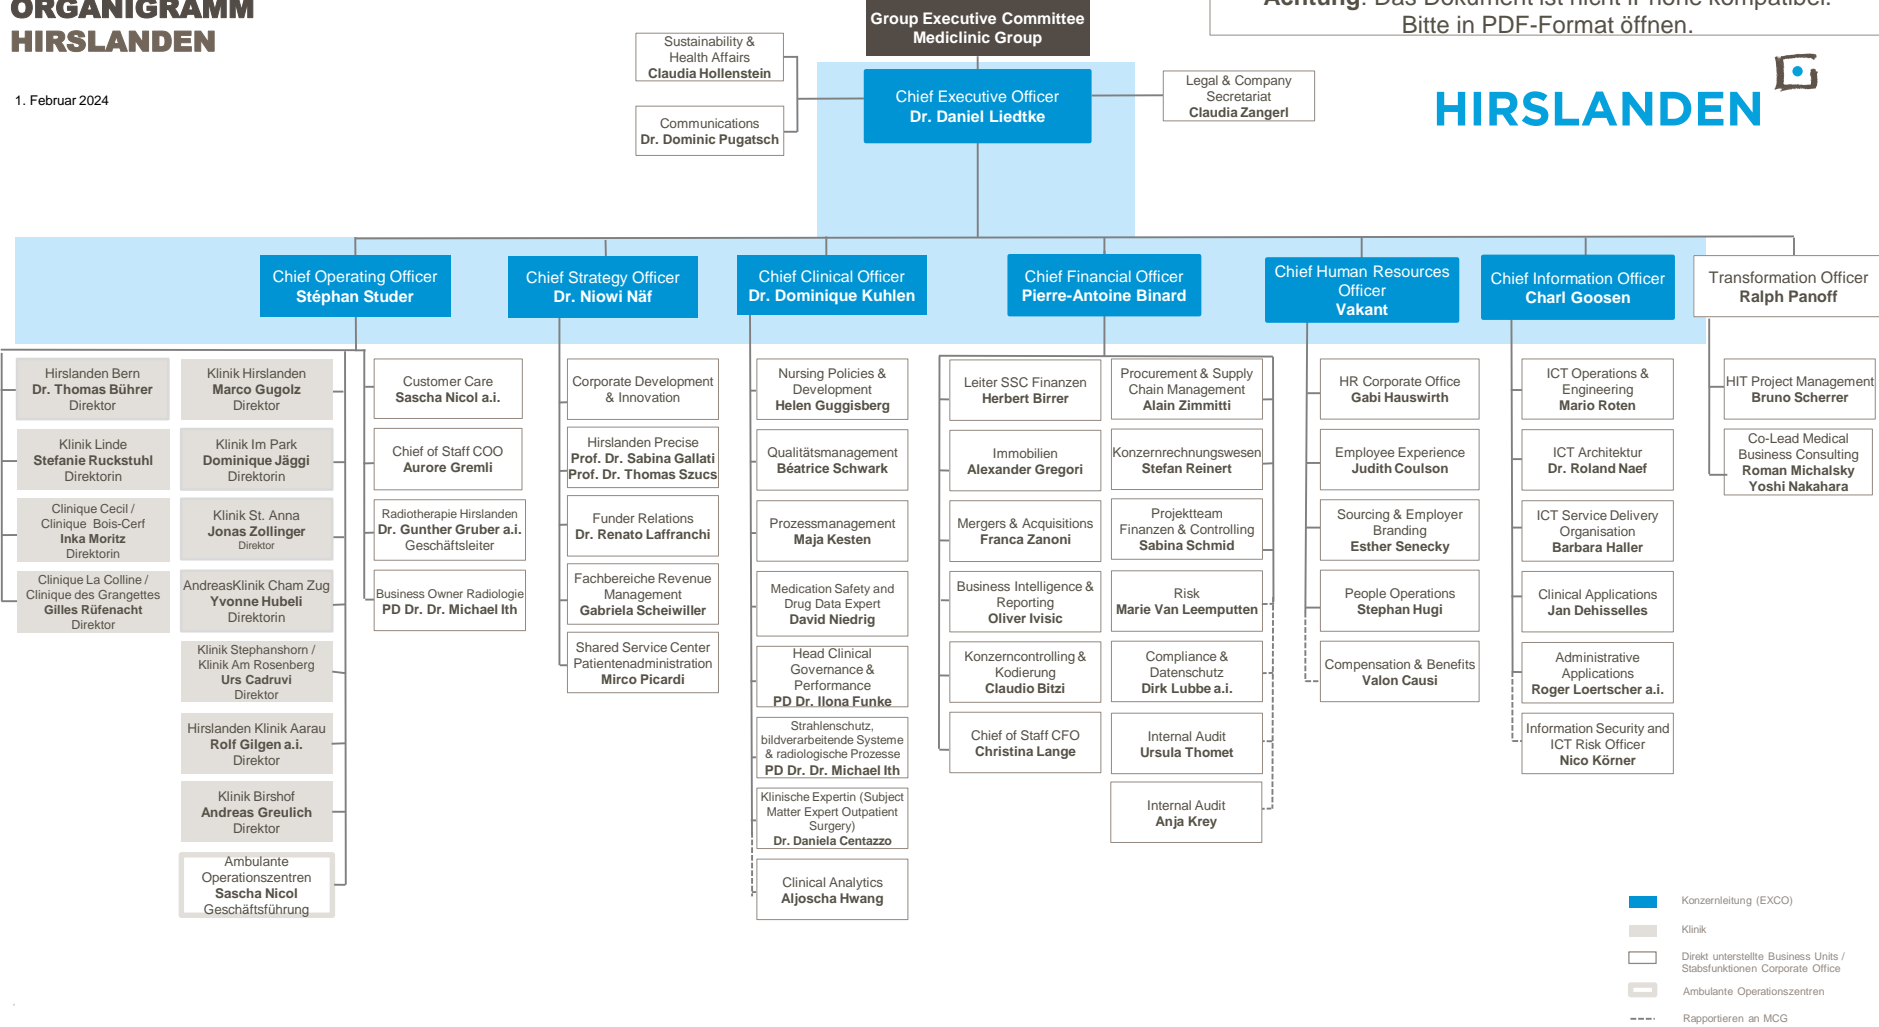 ORGANIGRAMM
HIRSLANDEN
1. Februar 2024
Achtung: Das Dokument ist nicht iPhone kompatibel.
Bitte in PDF-Format öffnen.
HIRSLANDEN
Group Executive Committee
Mediclinic Group
Sustainability &
Health Affairs
Claudia Hollenstein
Communications
Dr. Dominic Pugatsch
Chief Executive Officer
Dr. Daniel Liedtke
Legal & Company
Secretariat
Claudia Zangerl
Chief Operating Officer
Stéphan Studer
Chief Strategy Officer
Dr. Niowi Näf
Chief Clinical Officer
Dr. Dominique Kuhlen
Chief Financial Officer
Pierre-Antoine Binard
Chief Human Resources
Officer
Vakant
Chief Information Officer
Charl Goosen
Transformation Officer
Ralph Panoff
Hirslanden Bern
Dr. Thomas Bührer
Direktor
Klinik Linde
Stefanie Ruckstuhl
Direktorin
Clinique Cecil /
Clinique Bois-Cerf
Inka Moritz
Direktorin
Clinique La Colline /
Clinique des Grangettes
Gilles Rüfenacht
Direktor
Klinik Hirslanden
Marco Gugolz
Direktor
Klinik Im Park
Dominique Jäggi
Direktorin
Klinik St. Anna
Jonas Zollinger
Direktor
AndreasKlinik Cham Zug
Yvonne Hubeli
Direktorin
Klinik Stephanshorn /
Klinik Am Rosenberg
Urs Cadruvi
Direktor
Hirslanden Klinik Aarau
Rolf Gilgen a.i.
Direktor
Klinik Birshof
Andreas Greulich
Direktor
Ambulante
Operationszentren
Sascha Nicol
Geschäftsführung
Customer Care
Sascha Nicol a.i.
Chief of Staff COO
Aurore Gremli
Radiotherapie Hirslanden
Dr. Gunther Gruber a.i.
Geschäftsleiter
Business Owner Radiologie
PD Dr. Dr. Michael Ith
Corporate Development
& Innovation
Hirslanden Precise
Prof. Dr. Sabina Gallati
Prof. Dr. Thomas Szucs
Funder Relations
Dr. Renato Laffranchi
Fachbereiche Revenue
Management
Gabriela Scheiwiller
Shared Service Center
Patientenadministration
Mirco Picardi
Nursing Policies &
Development
Helen Guggisberg
Qualitätsmanagement
Béatrice Schwark
Prozessmanagement
Maja Kesten
Medication Safety and
Drug Data Expert
David Niedrig
Head Clinical
Governance &
Performance
PD Dr. Ilona Funke
Strahlenschutz,
bildverarbeitende Systeme
& radiologische Prozesse
PD Dr. Dr. Michael Ith
Klinische Expertin (Subject
Matter Expert Outpatient
Surgery)
Dr. Daniela Centazzo
Clinical Analytics
Aljoscha Hwang
Leiter SSC Finanzen
Herbert Birrer
Immobilien
Alexander Gregori
Mergers & Acquisitions
Franca Zanoni
Business Intelligence &
Reporting
Oliver Ivisic
Konzerncontrolling &
Kodierung
Claudio Bitzi
Chief of Staff CFO
Christina Lange
Procurement & Supply
Chain Management
Alain Zimmitti
Konzernrechnungswesen
Stefan Reinert
Projektteam
Finanzen & Controlling
Sabina Schmid
Risk
Marie Van Leemputten
Compliance &
Datenschutz
Dirk Lubbe a.i.
Internal Audit
Ursula Thomet
Internal Audit
Anja Krey
HR Corporate Office
Gabi Hauswirth
Employee Experience
Judith Coulson
Sourcing & Employer
Branding
Esther Senecky
People Operations
Stephan Hugi
Compensation & Benefits
Valon Causi
ICT Operations &
Engineering
Mario Roten
ICT Architektur
Dr. Roland Naef
ICT Service Delivery
Organisation
Barbara Haller
Clinical Applications
Jan Dehisselles
Administrative
Applications
Roger Loertscher a.i.
Information Security and
ICT Risk Officer
Nico Körner
HIT Project Management
Bruno Scherrer
Co-Lead Medical
Business Consulting
Roman Michalsky
Yoshi Nakahara
Konzernleitung (EXCO)
Klinik
Direkt unterstellte Business Units /
Stabsfunktionen Corporate Office
Ambulante Operationszentren
Rapportieren an MCG